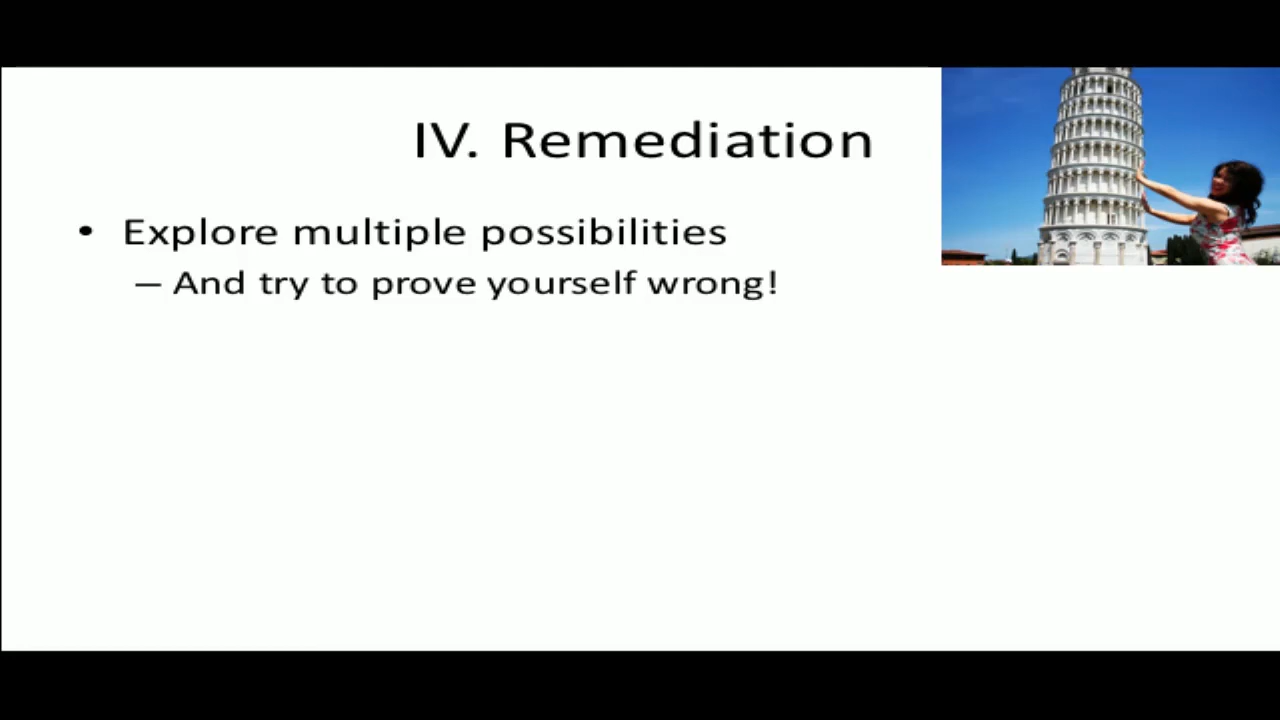 IV. Remediation
• Explore multiple possibilities
– And try to prove yourself wrong!